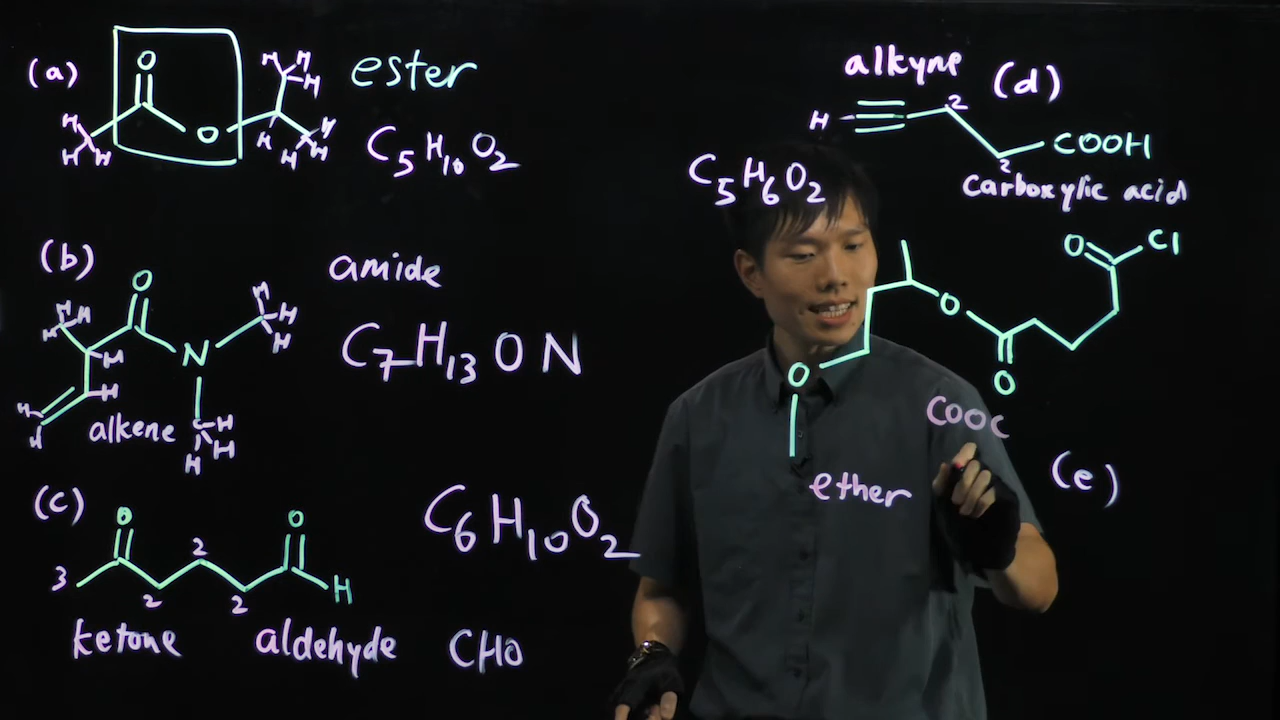 (a)
O
O
H H H
H
H H H
H
H H H
ester
C5H10O2
(b)
O
N
H H H
H
H
H
H
H H H
C H H H
alkene
amide
C7H13ON
(c)
O
O
3
2
2
2
H
ketone
aldehyde
CHO
C6H10O2
alkyne
(d)
H
2
2
COOH
carboxylic acid
C5H6O2
O
Cl
O
O
O
COOC
ether
(e)